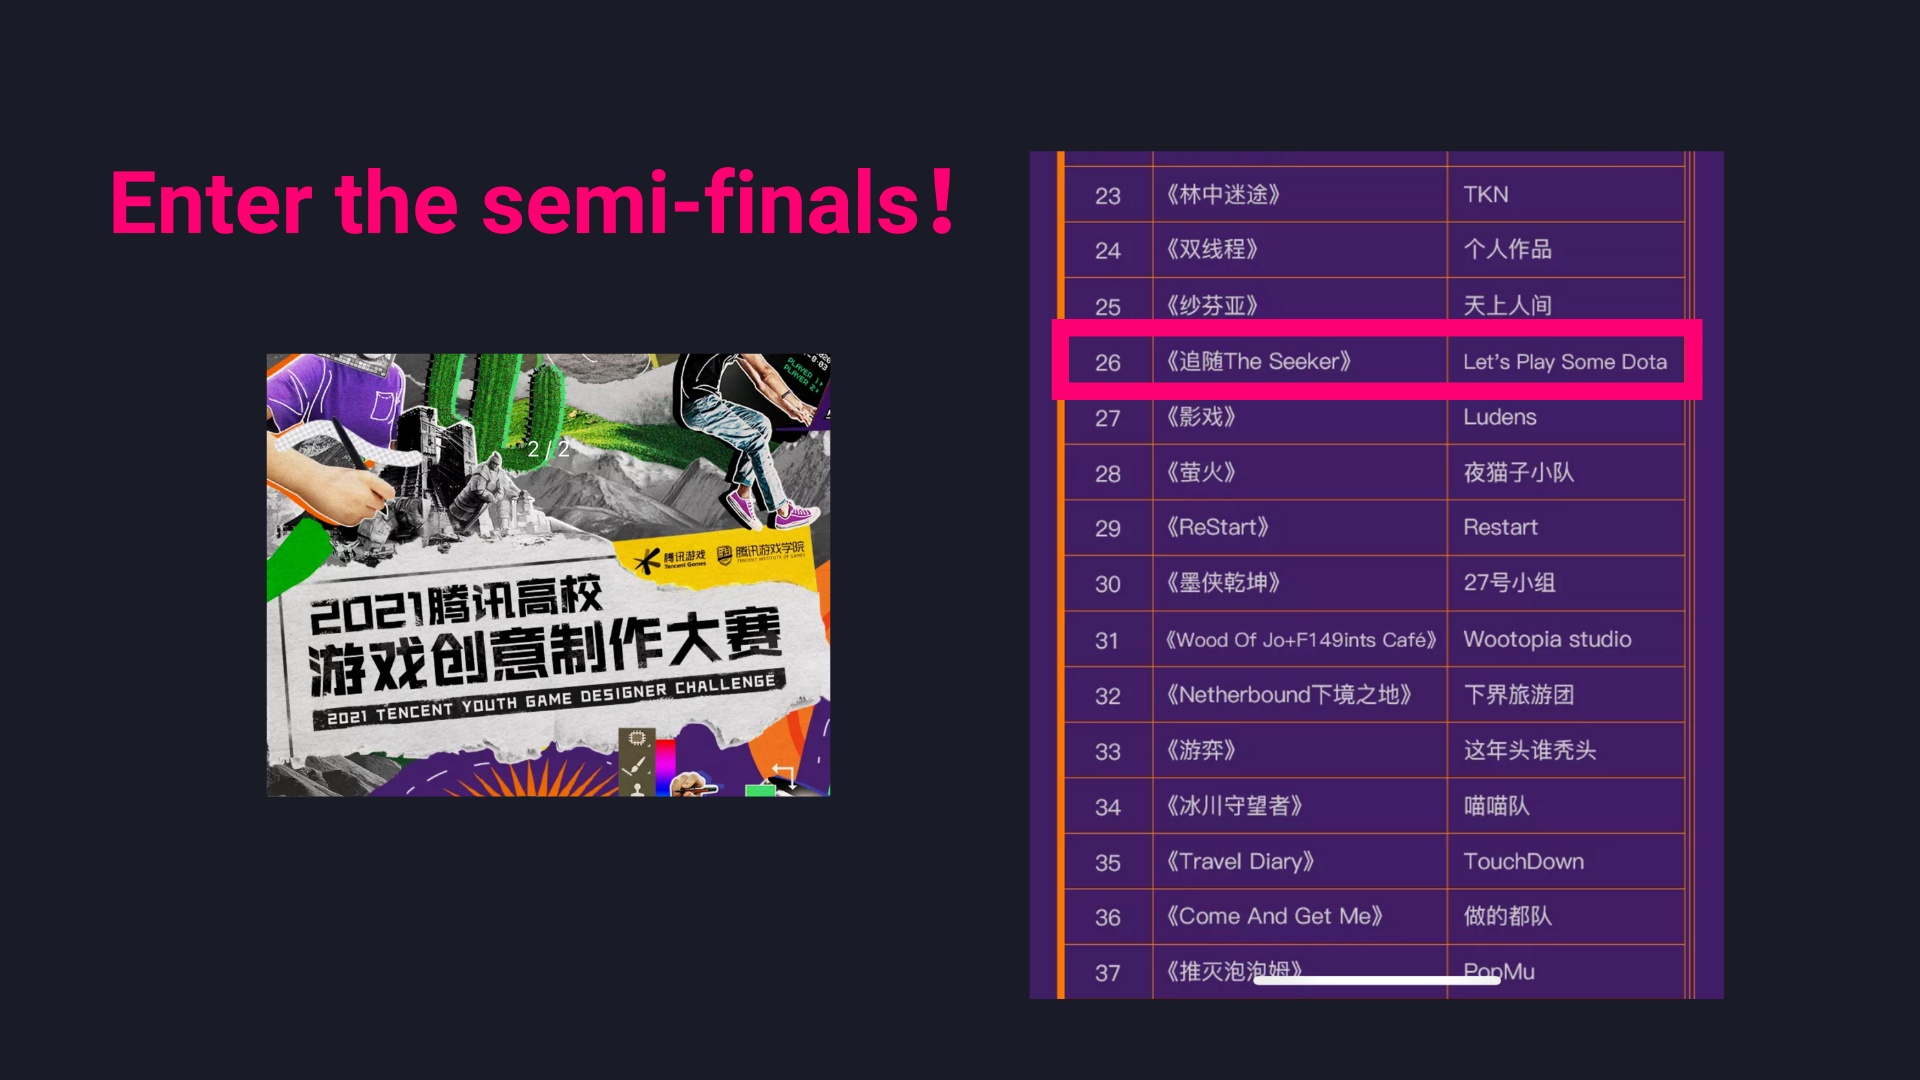 Enter the semi-finals！
2 / 2
腾讯游戏
Tencent Games
腾讯游戏学院
TENCENT INSTITUTE OF GAMES
2021腾讯高校
游戏创意制作大赛
2021 TENCENT YOUTH GAME DESIGNER CHALLENGE
23 《林中迷途》 TKN
24 《双线程》 个人作品
25 《纱芬亚》 天上人间
26 《追随The Seeker》 Let's Play Some Dota
27 《影戏》 Ludens
28 《萤火》 夜猫子小队
29 《ReStart》 Restart
30 《墨侠乾坤》 27号小组
31 《Wood Of Jo+F149ints Café》 Wootopia studio
32 《Netherbound下境之地》 下界旅游团
33 《游弈》 这年头谁秃头
34 《冰川守望者》 喵喵队
35 《Travel Diary》 TouchDown
36 《Come And Get Me》 做的都队
37 《推灭泡泡姆》 PopMu